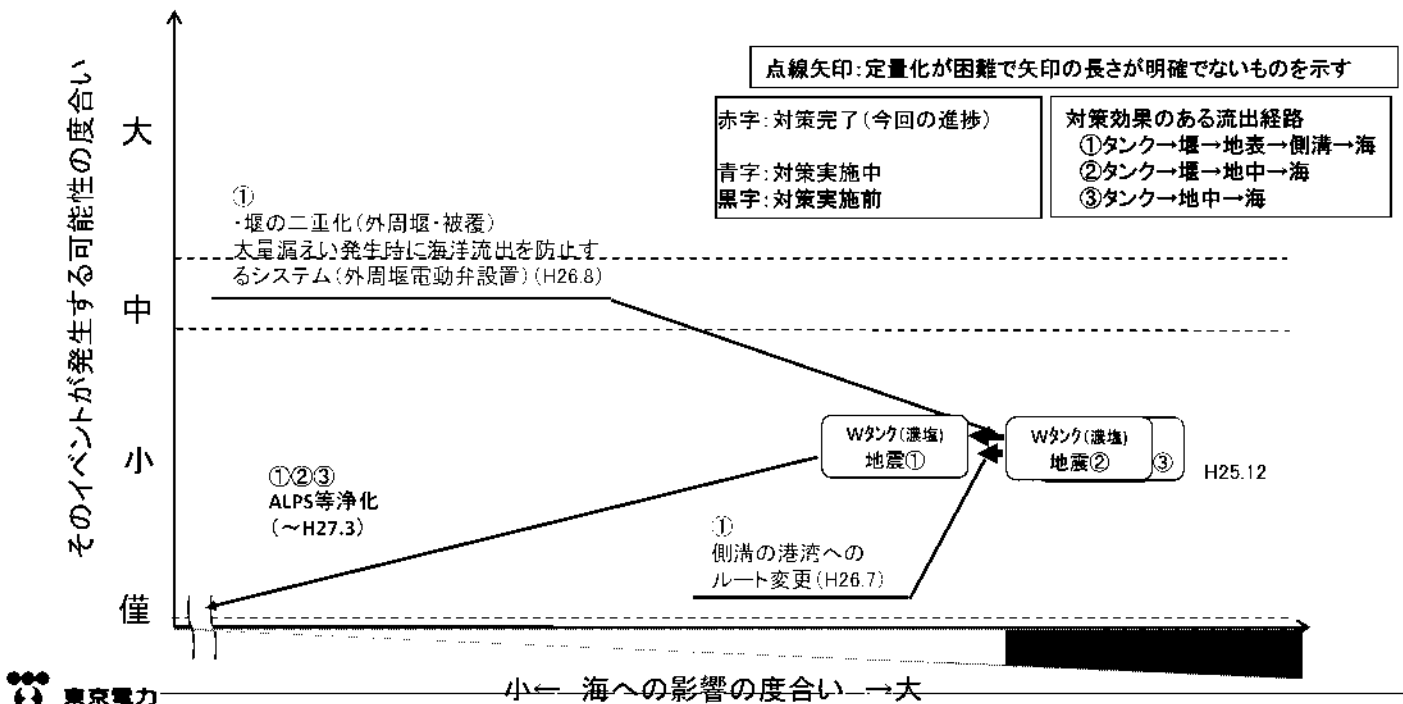 そのイベントが発生する可能性の度合い
大
中
小
僅
点線矢印:定量化が困難で矢印の長さが明確でないものを示す
赤字:対策完了(今回の進捗)
青字:対策実施中
黒字:対策実施前
対策効果のある流出経路
①タンク→堰→地表→側溝→海
②タンク→堰→地中→海
③タンク→地中→海
①
・堰の二重化(外周堰・被覆)
大量漏えい発生時に海洋流出を防止す
るシステム(外周堰電動弁設置)(H26.8)
Wタンク(濃塩)
地震①
Wタンク(濃塩)
地震②
③
H25.12
①②③
ALPS等浄化
(～H27.3)
①
側溝の港湾への
ルート変更(H26.7)
小← 海への影響の度合い →大
東京電力